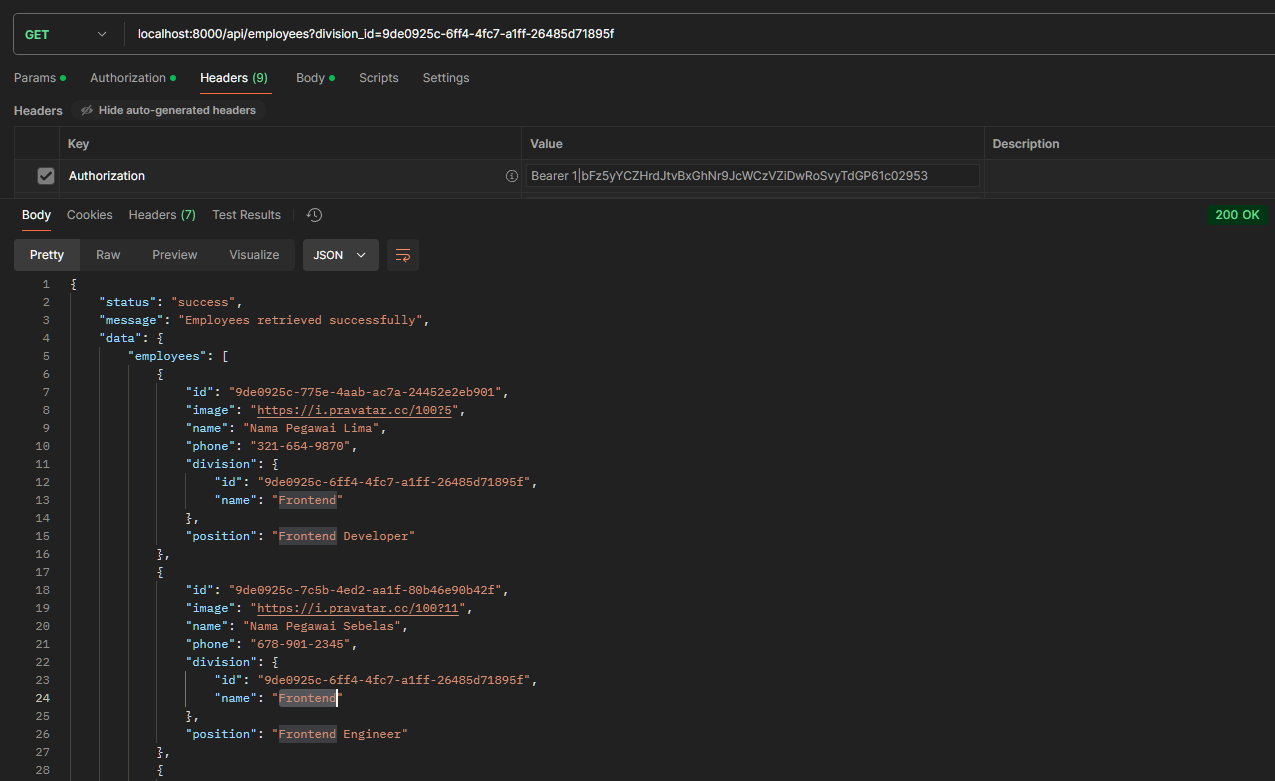 GET localhost:8000/api/employees?division_id=9de0925c-6ff4-4fc7-a1ff-26485d71895f
Params Authorization Headers (9) Body Scripts Settings
Headers Hide auto-generated headers
Key Value Description
Authorization Bearer 1|bFz5yYCZHrdJtvBxGhNr9JcWCzVZiDwRoSvyTdGP61c02953
Body Cookies Headers (7) Test Results 200 OK
Pretty Raw Preview Visualize JSON
1 {
2 "status": "success",
3 "message": "Employees retrieved successfully",
4 "data": {
5 "employees": [
6 {
7 "id": "9de0925c-775e-4aab-ac7a-24452e2eb901",
8 "image": "https://i.pravatar.cc/100?5",
9 "name": "Nama Pegawai Lima",
10 "phone": "321-654-9870",
11 "division": {
12 "id": "9de0925c-6ff4-4fc7-a1ff-26485d71895f",
13 "name": "Frontend"
14 },
15 "position": "Frontend Developer"
16 },
17 {
18 "id": "9de0925c-7c5b-4ed2-aa1f-80b46e90b42f",
19 "image": "https://i.pravatar.cc/100?11",
20 "name": "Nama Pegawai Sebelas",
21 "phone": "678-901-2345",
22 "division": {
23 "id": "9de0925c-6ff4-4fc7-a1ff-26485d71895f",
24 "name": "Frontend"
25 },
26 "position": "Frontend Engineer"
27 },
28 {